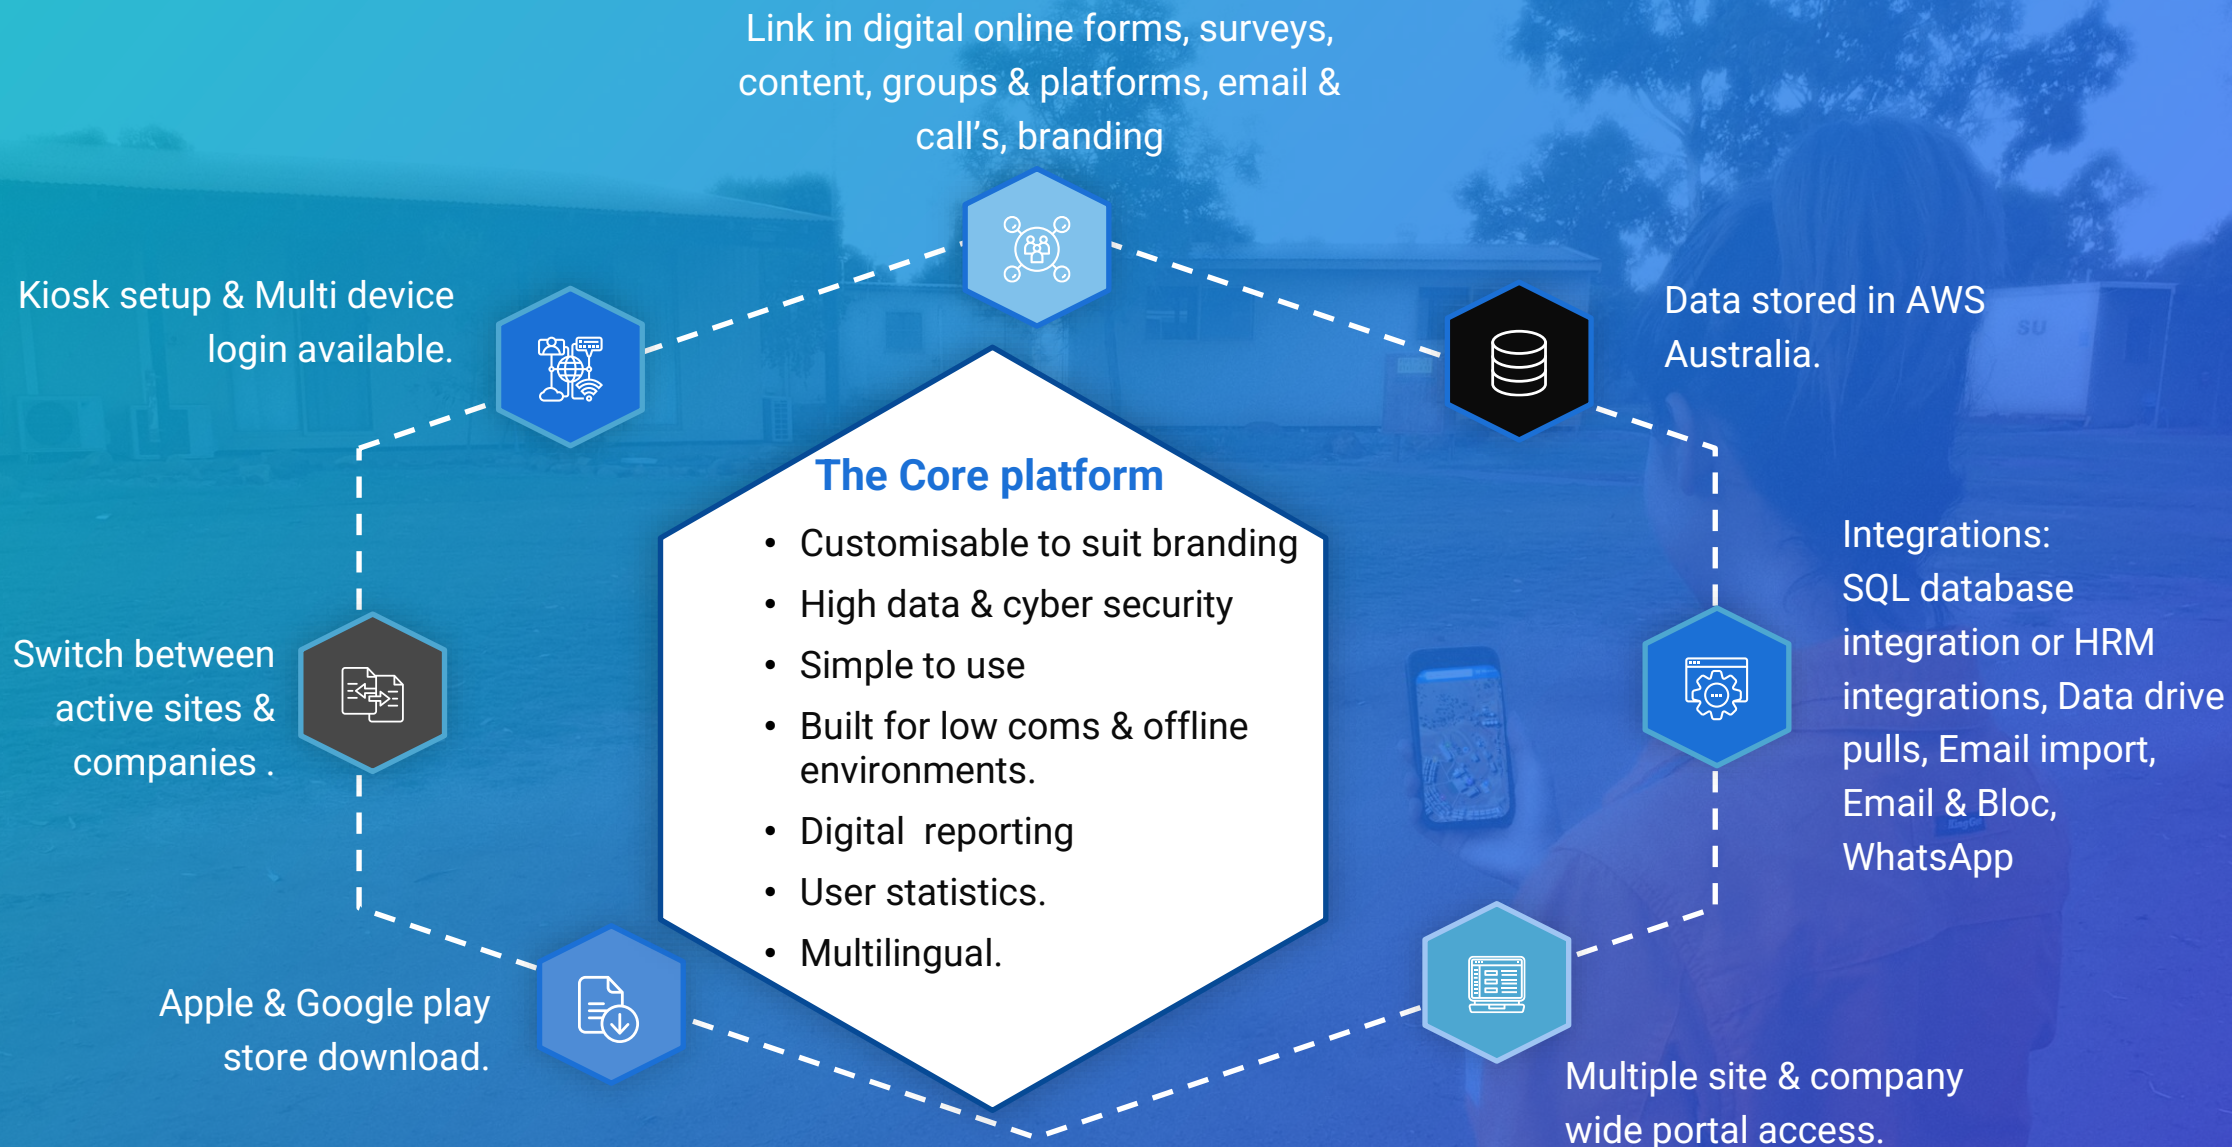 Link in digital online forms, surveys,
content, groups & platforms, email &
call’s, branding
Kiosk setup & Multi device
login available.
Data stored in AWS
Australia.
SU
The Core platform
• Customisable to suit branding
• High data & cyber security
• Simple to use
• Built for low coms & offline
environments.
• Digital  reporting
• User statistics.
• Multilingual.
Integrations:
SQL database
integration or HRM
integrations, Data drive
pulls, Email import,
Email & Bloc,
WhatsApp
Switch between
active sites &
companies .
Apple & Google play
store download.
Multiple site & company
wide portal access.